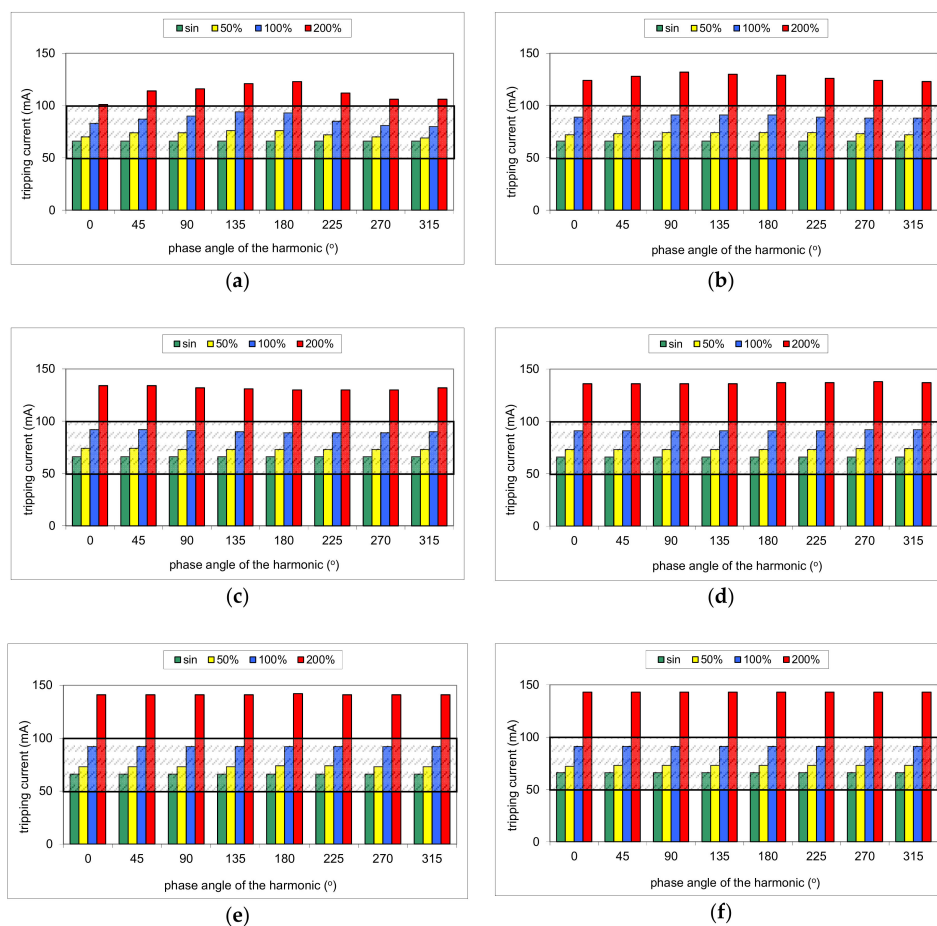 sin 50% 100% 200%
150
100
50
0
tripping current (mA)
0 45 90 135 180 225 270 315
phase angle of the harmonic (o)
(a)
sin 50% 100% 200%
150
100
50
0
tripping current (mA)
0 45 90 135 180 225 270 315
phase angle of the harmonic (o)
(b)
sin 50% 100% 200%
150
100
50
0
tripping current (mA)
0 45 90 135 180 225 270 315
phase angle of the harmonic (o)
(c)
sin 50% 100% 200%
150
100
50
0
tripping current (mA)
0 45 90 135 180 225 270 315
phase angle of the harmonic (o)
(d)
sin 50% 100% 200%
150
100
50
0
tripping current (mA)
0 45 90 135 180 225 270 315
phase angle of the harmonic (o)
(e)
sin 50% 100% 200%
150
100
50
0
tripping current (mA)
0 45 90 135 180 225 270 315
phase angle of the harmonic (o)
(f)